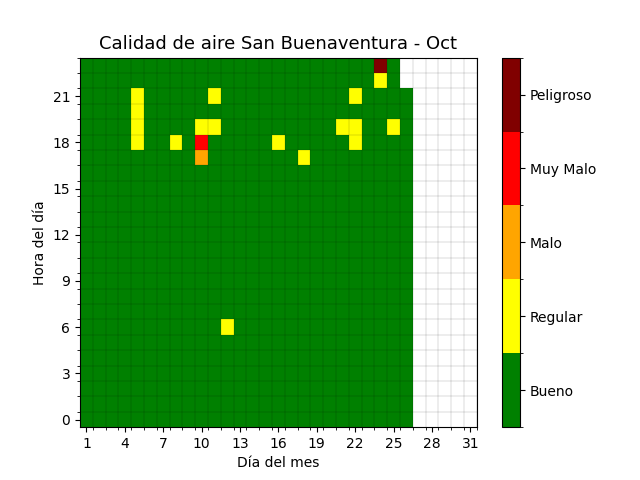 Calidad de aire San Buenaventura - Oct
21
18
15
12
9
6
3
0
Hora del día
1 4 7 10 13 16 19 22 25 28 31
Día del mes
Peligroso
Muy Malo
Malo
Regular
Bueno